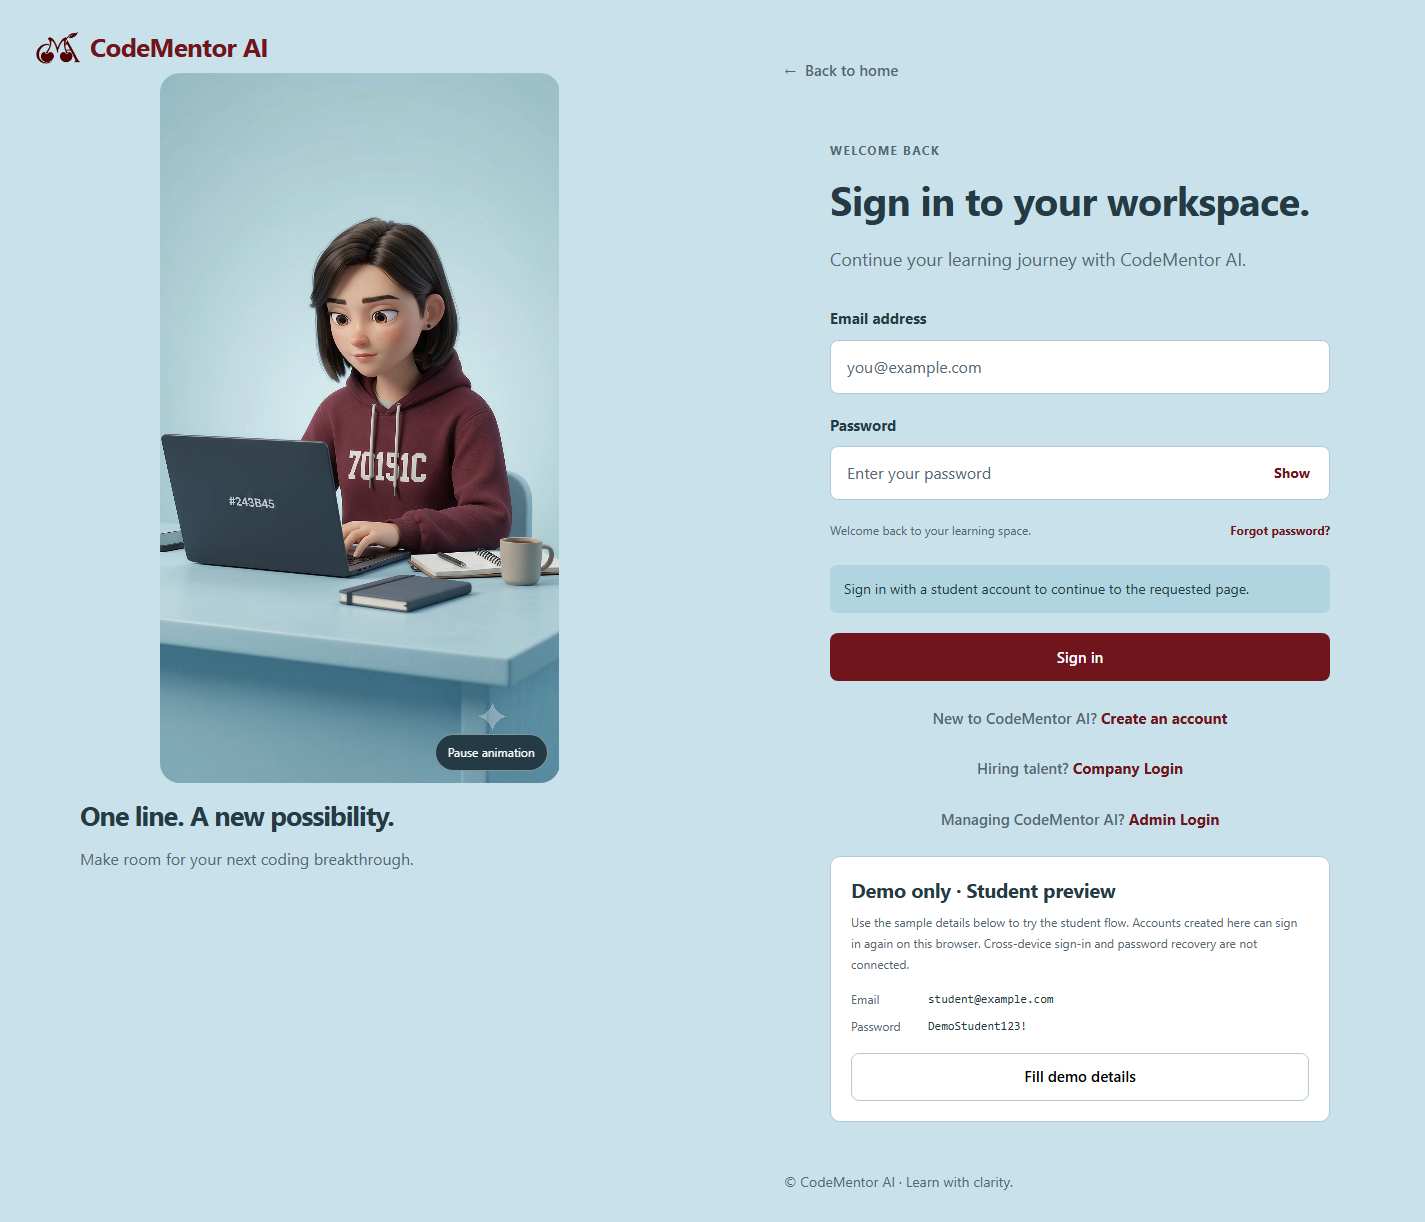 CodeMentor AI
70151C
#243B45
Pause animation
One line. A new possibility.
Make room for your next coding breakthrough.
← Back to home
WELCOME BACK
Sign in to your workspace.
Continue your learning journey with CodeMentor AI.
Email address
you@example.com
Password
Enter your password
Show
Welcome back to your learning space.
Forgot password?
Sign in with a student account to continue to the requested page.
Sign in
New to CodeMentor AI? Create an account
Hiring talent? Company Login
Managing CodeMentor AI? Admin Login
Demo only · Student preview
Use the sample details below to try the student flow. Accounts created here can sign
in again on this browser. Cross-device sign-in and password recovery are not
connected.
Email student@example.com
Password DemoStudent123!
Fill demo details
© CodeMentor AI · Learn with clarity.